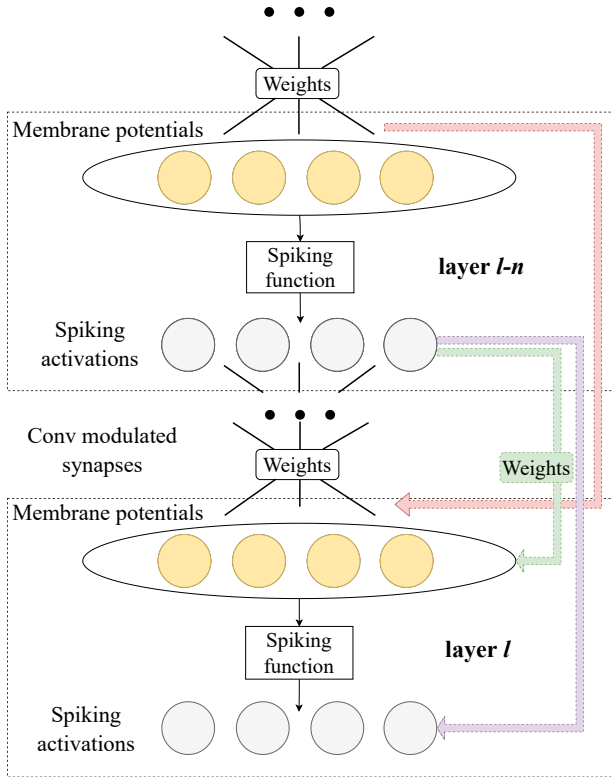 Weights
Membrane potentials
Spiking
function
layer l-n
Spiking
activations
Conv modulated
synapses
Weights
Weights
Membrane potentials
Spiking
function
layer l
Spiking
activations